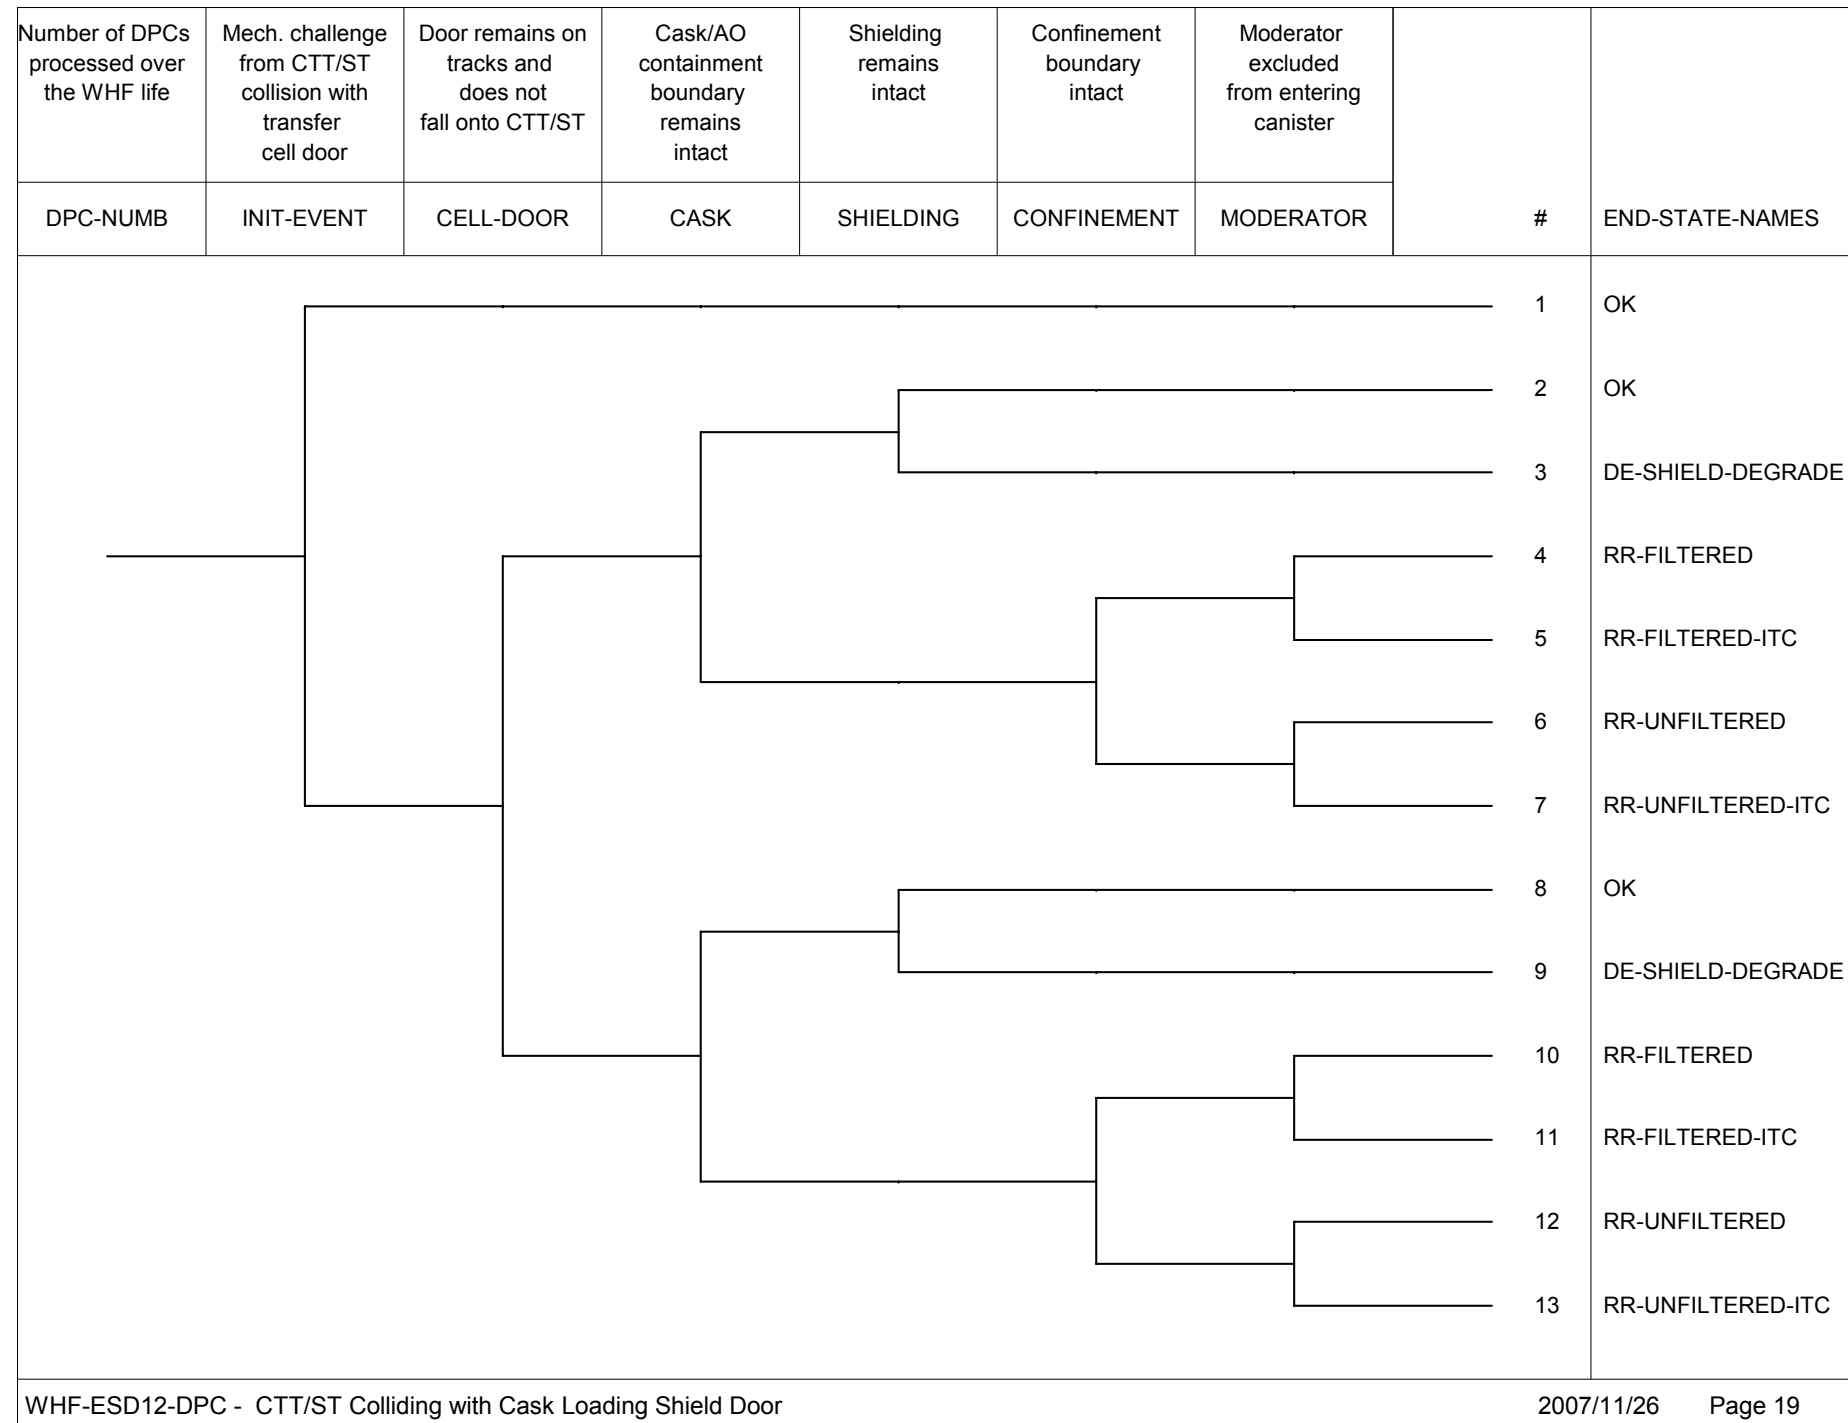 Number of DPCs
processed over
the WHF life
Mech. challenge
from CTT/ST
collision with
transfer
cell door
Door remains on
tracks and
does not
fall onto CTT/ST
Cask/AO
containment
boundary
remains
intact
Shielding
remains
intact
Confinement
boundary
intact
Moderator
excluded
from entering
canister
DPC-NUMB INIT-EVENT CELL-DOOR CASK SHIELDING CONFINEMENT MODERATOR # END-STATE-NAMES
1 OK
2 OK
3 DE-SHIELD-DEGRADE
4 RR-FILTERED
5 RR-FILTERED-ITC
6 RR-UNFILTERED
7 RR-UNFILTERED-ITC
8 OK
9 DE-SHIELD-DEGRADE
10 RR-FILTERED
11 RR-FILTERED-ITC
12 RR-UNFILTERED
13 RR-UNFILTERED-ITC
WHF-ESD12-DPC - CTT/ST Colliding with Cask Loading Shield Door 2007/11/26 Page 19